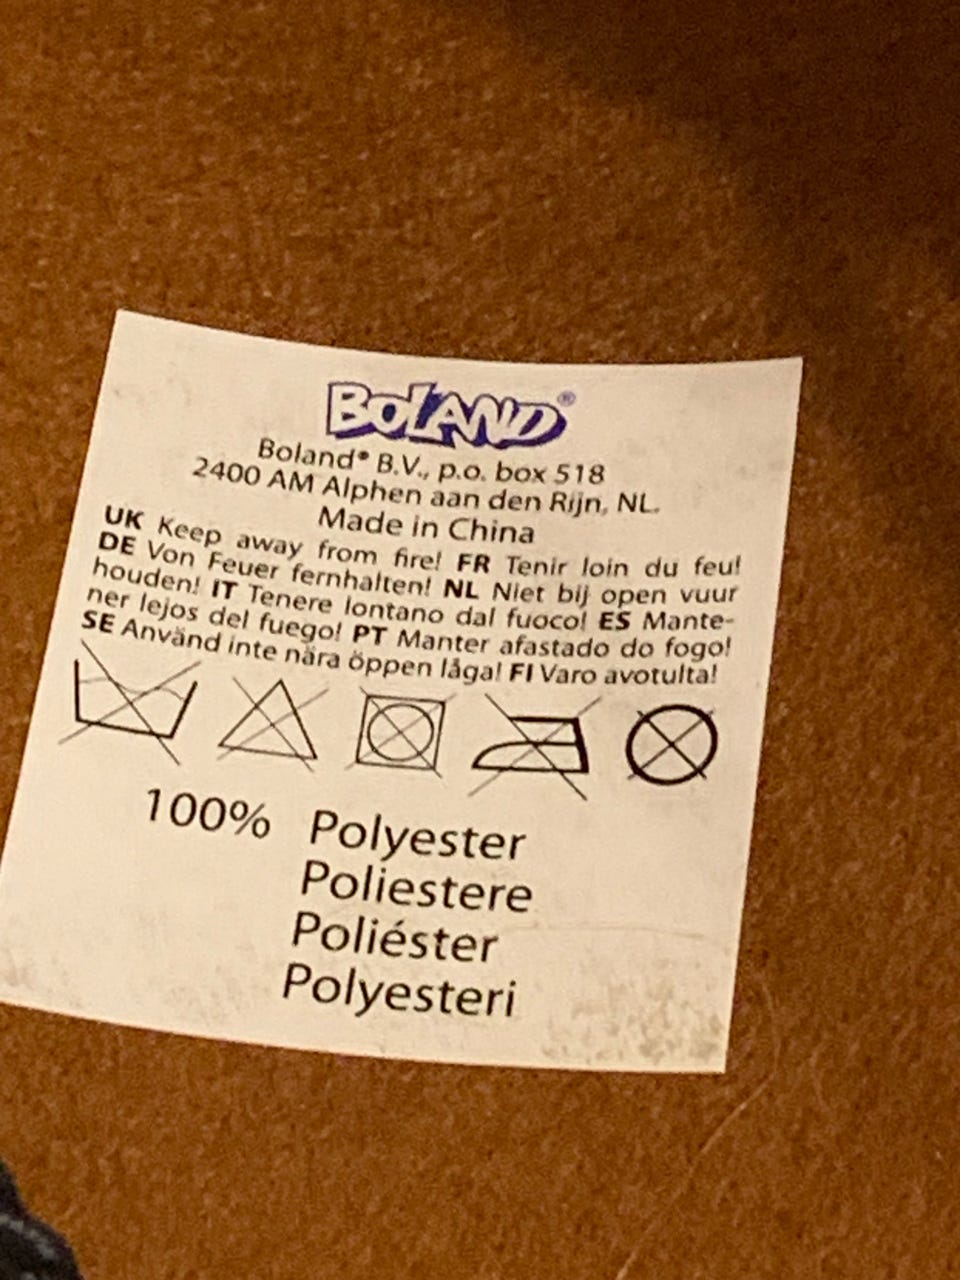 BOLAND®
Boland® B.V., p.o. box 518
2400 AM Alphen aan den Rijn, NL.
Made in China
UK Keep away from fire! FR Tenir loin du feu!
DE Von Feuer fernhalten! NL Niet bij open vuur
houden! IT Tenere lontano dal fuoco! ES Mante-
ner lejos del fuego! PT Manter afastado do fogo!
SE Använd inte nära öppen låga! FI Varo avotulta!
100% Polyester
Poliestere
Poliéster
Polyesteri